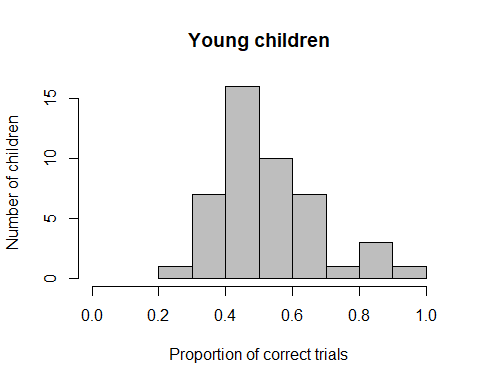 Young children
Number of children
15
10
5
0
0.0 0.2 0.4 0.6 0.8 1.0
Proportion of correct trials